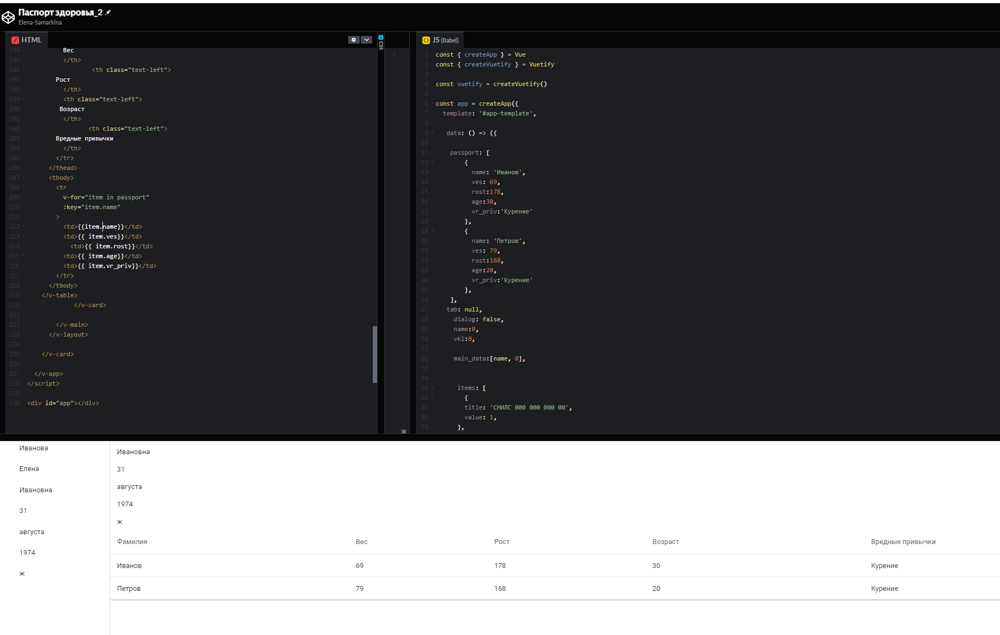 Паспорт здоровья_2
Elena-Samarkina
HTML
194 Вес
195 </th>
196 <th class="text-left">
197 Рост
198 </th>
199 <th class="text-left">
200 Возраст
201 </th>
202 <th class="text-left">
203 Вредные привычки
204 </th>
205 </tr>
206 </thead>
207 <tbody>
208 <tr
209 v-for="item in passport"
210 :key="item.name"
211 >
212 <td>{{item.name}}</td>
213 <td>{{ item.ves}}</td>
214 <td>{{ item.rost}}</td>
215 <td>{{ item.age}}</td>
216 <td>{{ item.vr_priv}}</td>
217 </tr>
218 </tbody>
219 </v-table>
220 </v-card>
221
222 </v-main>
223 </v-layout>
224
225 </v-card>
226
227 </v-app>
228 </script>
229
230 <div id="app"></div>
CSS
1
JS (Babel)
1 const { createApp } = Vue
2 const { createVuetify } = Vuetify
3
4 const vuetify = createVuetify()
5
6 const app = createApp({
7 template: '#app-template',
8
9 data: () => ({
10
11 passport: [
12 {
13 name: 'Иванов',
14 ves: 69,
15 rost:178,
16 age:30,
17 vr_priv:'Курение'
18 },
19 {
20 name: 'Петров',
21 ves: 79,
22 rost:168,
23 age:20,
24 vr_priv:'Курение'
25 },
26 ],
27 tab: null,
28 dialog: false,
29 name:0,
30 vkl:0,
31
32 main_data:[name, 0],
33
34
35 items: [
36 {
37 title: 'СНИЛС 000 000 000 00',
38 value: 1,
39 },
Иванова
Елена
Ивановна
31
августа
1974
ж
Ивановна
31
августа
1974
ж
Фамилия Вес Рост Возраст Вредные привычки
Иванов 69 178 30 Курение
Петров 79 168 20 Курение